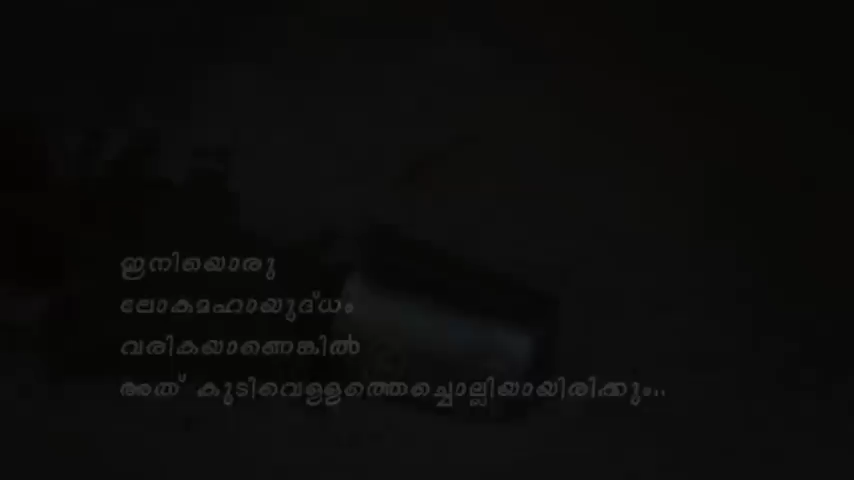 ഇനിയൊരു
ലോകമഹായുദ്ധം
വരികയാണെങ്കിൽ
അത് കുടിവെള്ളത്തെച്ചൊല്ലിയായിരിക്കും..